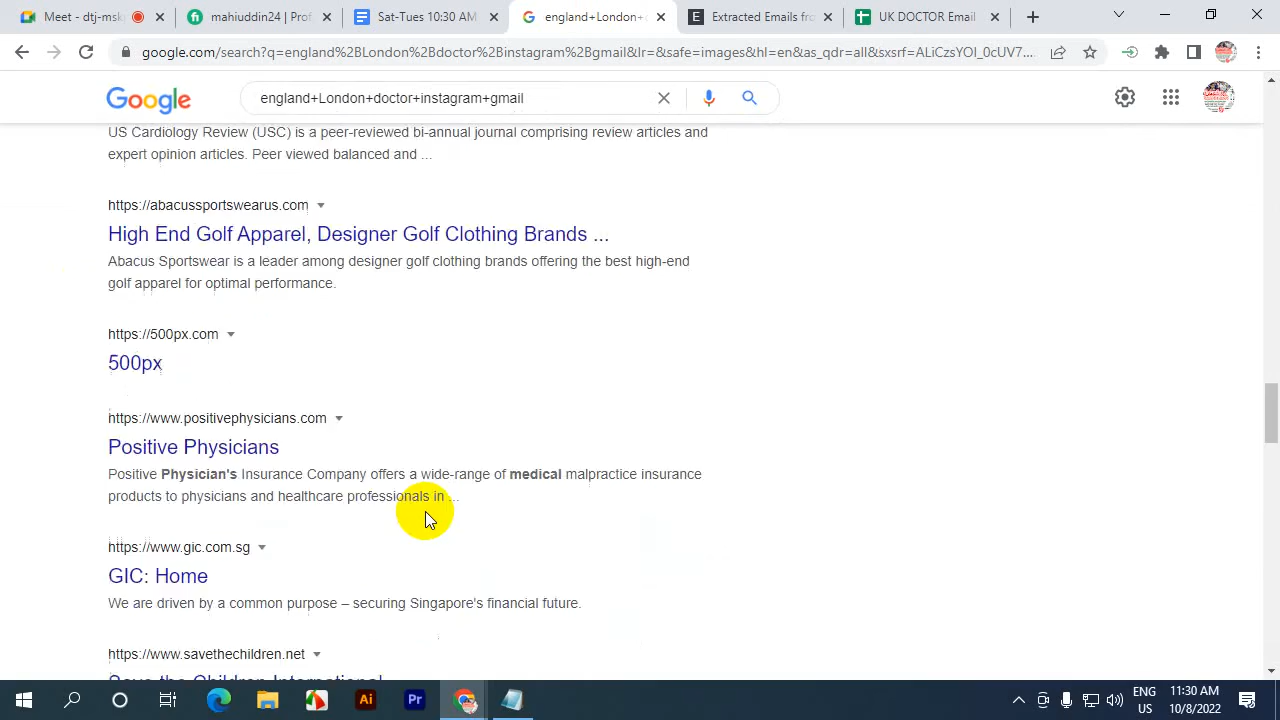 Meet - dtj-msk
mahiuddin24 | Prof
Sat-Tues 10:30 AM
england+London+
Extracted Emails fro
UK DOCTOR Email
google.com/search?q=england%2BLondon%2Bdoctor%2Binstagram%2Bgmail&lr=&safe=images&hl=en&as_qdr=all&sxsrf=ALiCzsYOI_0cUV7...
Google
england+London+doctor+instagram+gmail
US Cardiology Review (USC) is a peer-reviewed bi-annual journal comprising review articles and
expert opinion articles. Peer viewed balanced and ...
https://abacussportswearus.com
High End Golf Apparel, Designer Golf Clothing Brands ...
Abacus Sportswear is a leader among designer golf clothing brands offering the best high-end
golf apparel for optimal performance.
https://500px.com
500px
https://www.positivephysicians.com
Positive Physicians
Positive Physician's Insurance Company offers a wide-range of medical malpractice insurance
products to physicians and healthcare professionals in ...
https://www.gic.com.sg
GIC: Home
We are driven by a common purpose – securing Singapore's financial future.
https://www.savethechildren.net
Save the Children International
Ai
Pr
ENG
US
11:30 AM
10/8/2022